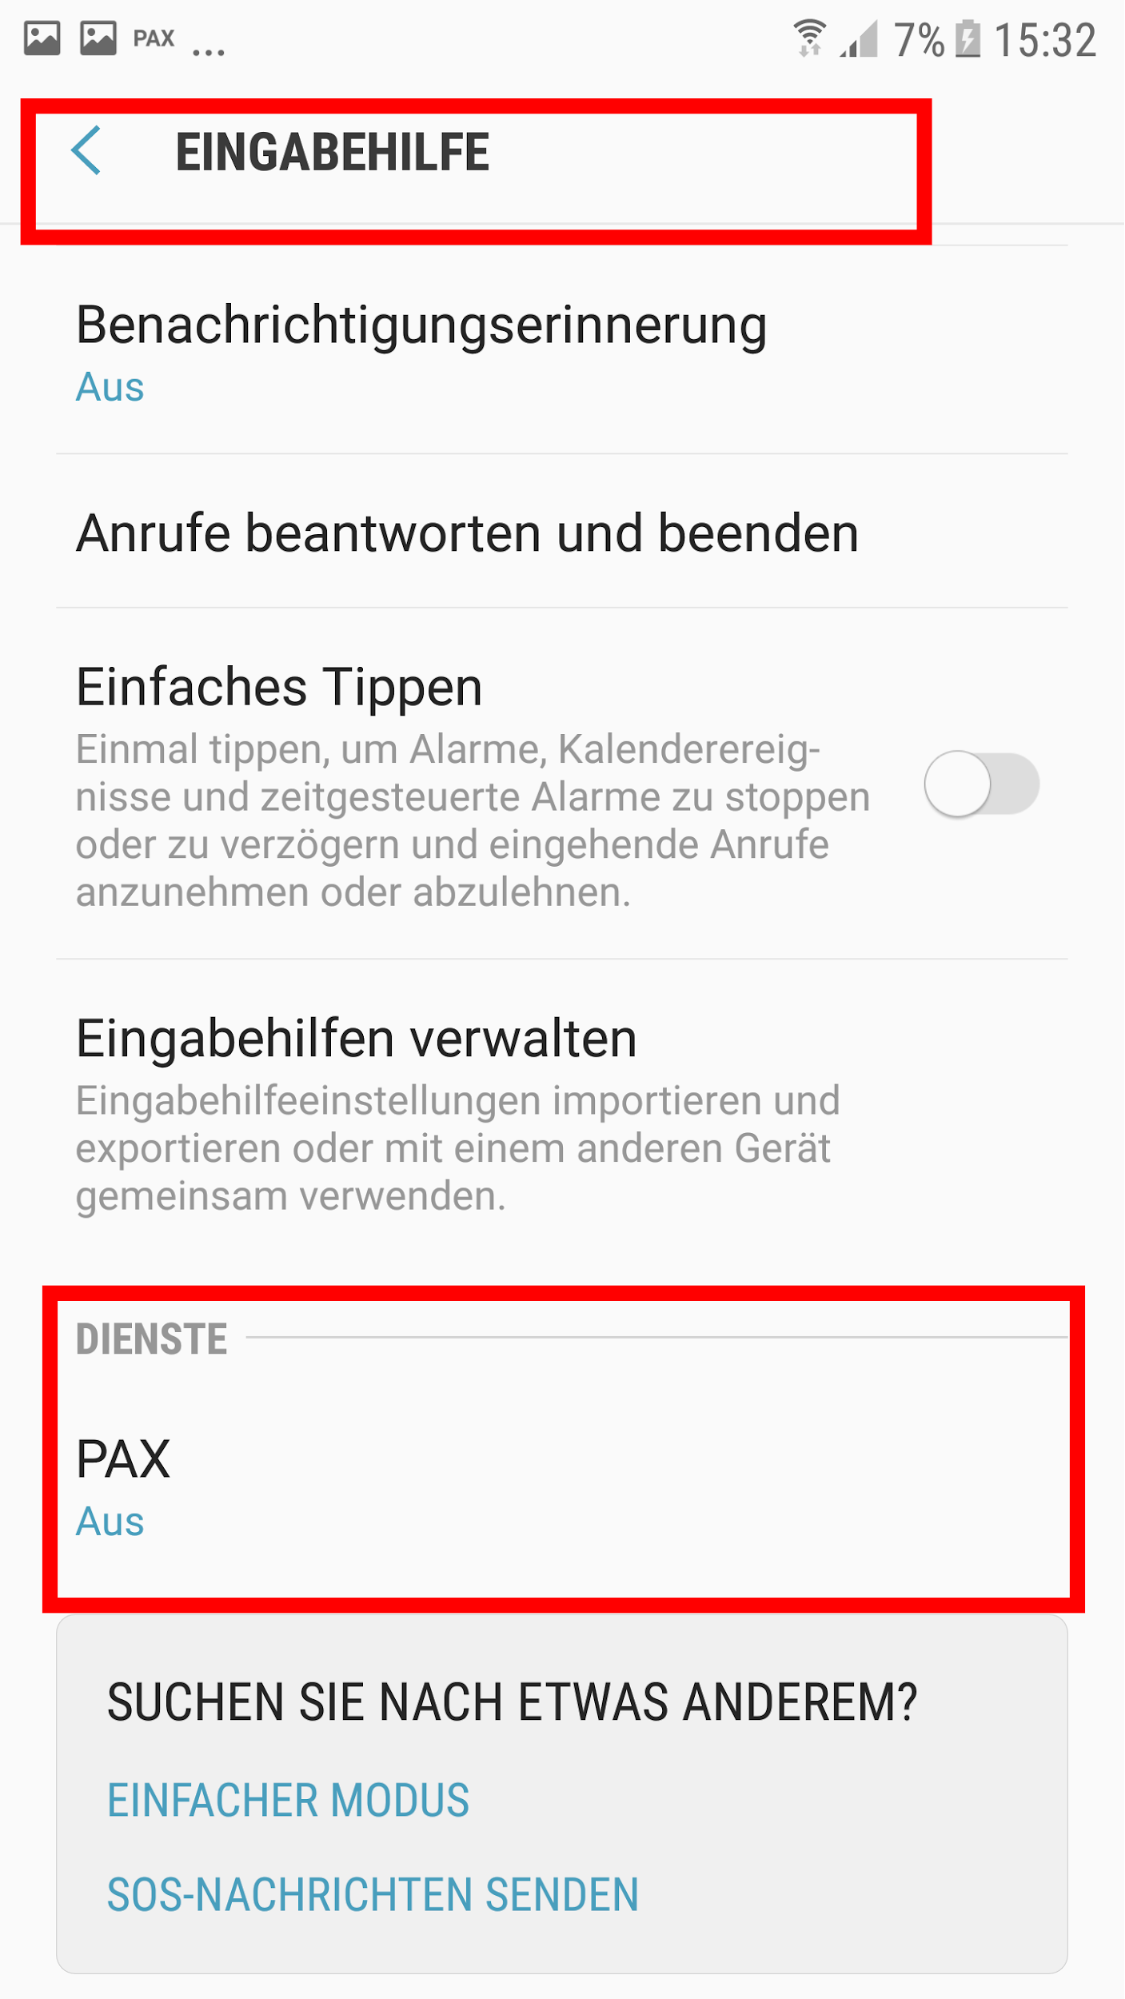 PAX ... 7% 15:32
EINGABEHILFE
Benachrichtigungserinnerung
Aus
Anrufe beantworten und beenden
Einfaches Tippen
Einmal tippen, um Alarme, Kalenderereig-
nisse und zeitgesteuerte Alarme zu stoppen
oder zu verzögern und eingehende Anrufe
anzunehmen oder abzulehnen.
Eingabehilfen verwalten
Eingabehilfeeinstellungen importieren und
exportieren oder mit einem anderen Gerät
gemeinsam verwenden.
DIENSTE
PAX
Aus
SUCHEN SIE NACH ETWAS ANDEREM?
EINFACHER MODUS
SOS-NACHRICHTEN SENDEN